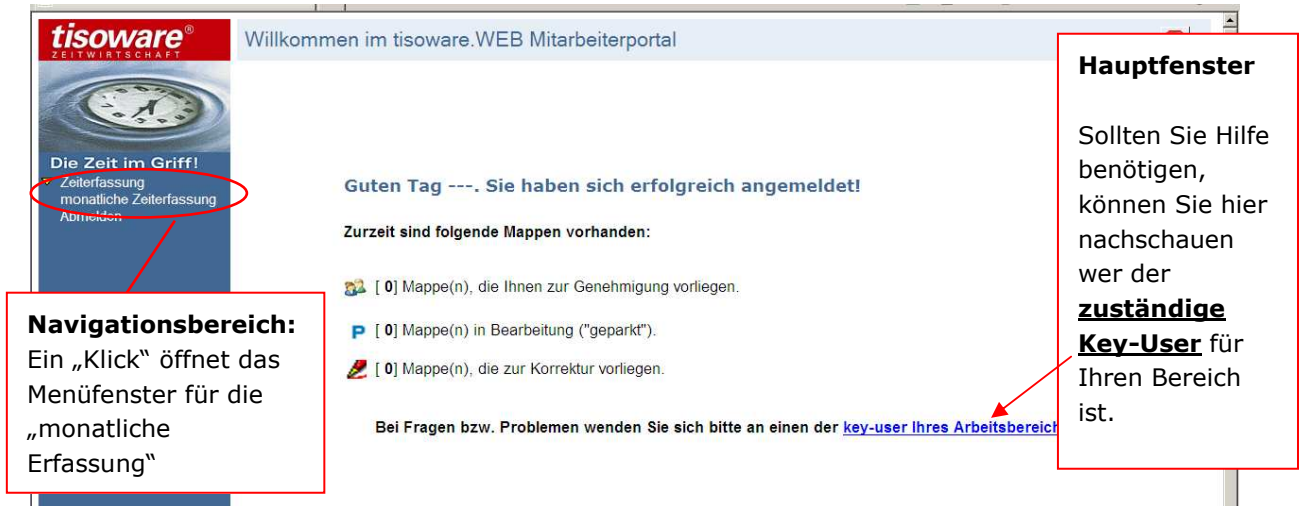 tisoware®
ZEITWIRTSCHAFT
Willkommen im tisoware.WEB Mitarbeiterportal
Die Zeit im Griff!
Zeiterfassung
monatliche Zeiterfassung
Abmelden
Guten Tag ---. Sie haben sich erfolgreich angemeldet!
Zurzeit sind folgende Mappen vorhanden:
[ 0] Mappe(n), die Ihnen zur Genehmigung vorliegen.
P [ 0] Mappe(n) in Bearbeitung ("geparkt").
[ 0] Mappe(n), die zur Korrektur vorliegen.
Bei Fragen bzw. Problemen wenden Sie sich bitte an einen der key-user Ihres Arbeitsbereich
Navigationsbereich:
Ein „Klick“ öffnet das
Menüfenster für die
„monatliche
Erfassung“
Hauptfenster
Sollten Sie Hilfe
benötigen,
können Sie hier
nachschauen
wer der
zuständige
Key-User für
Ihren Bereich
ist.